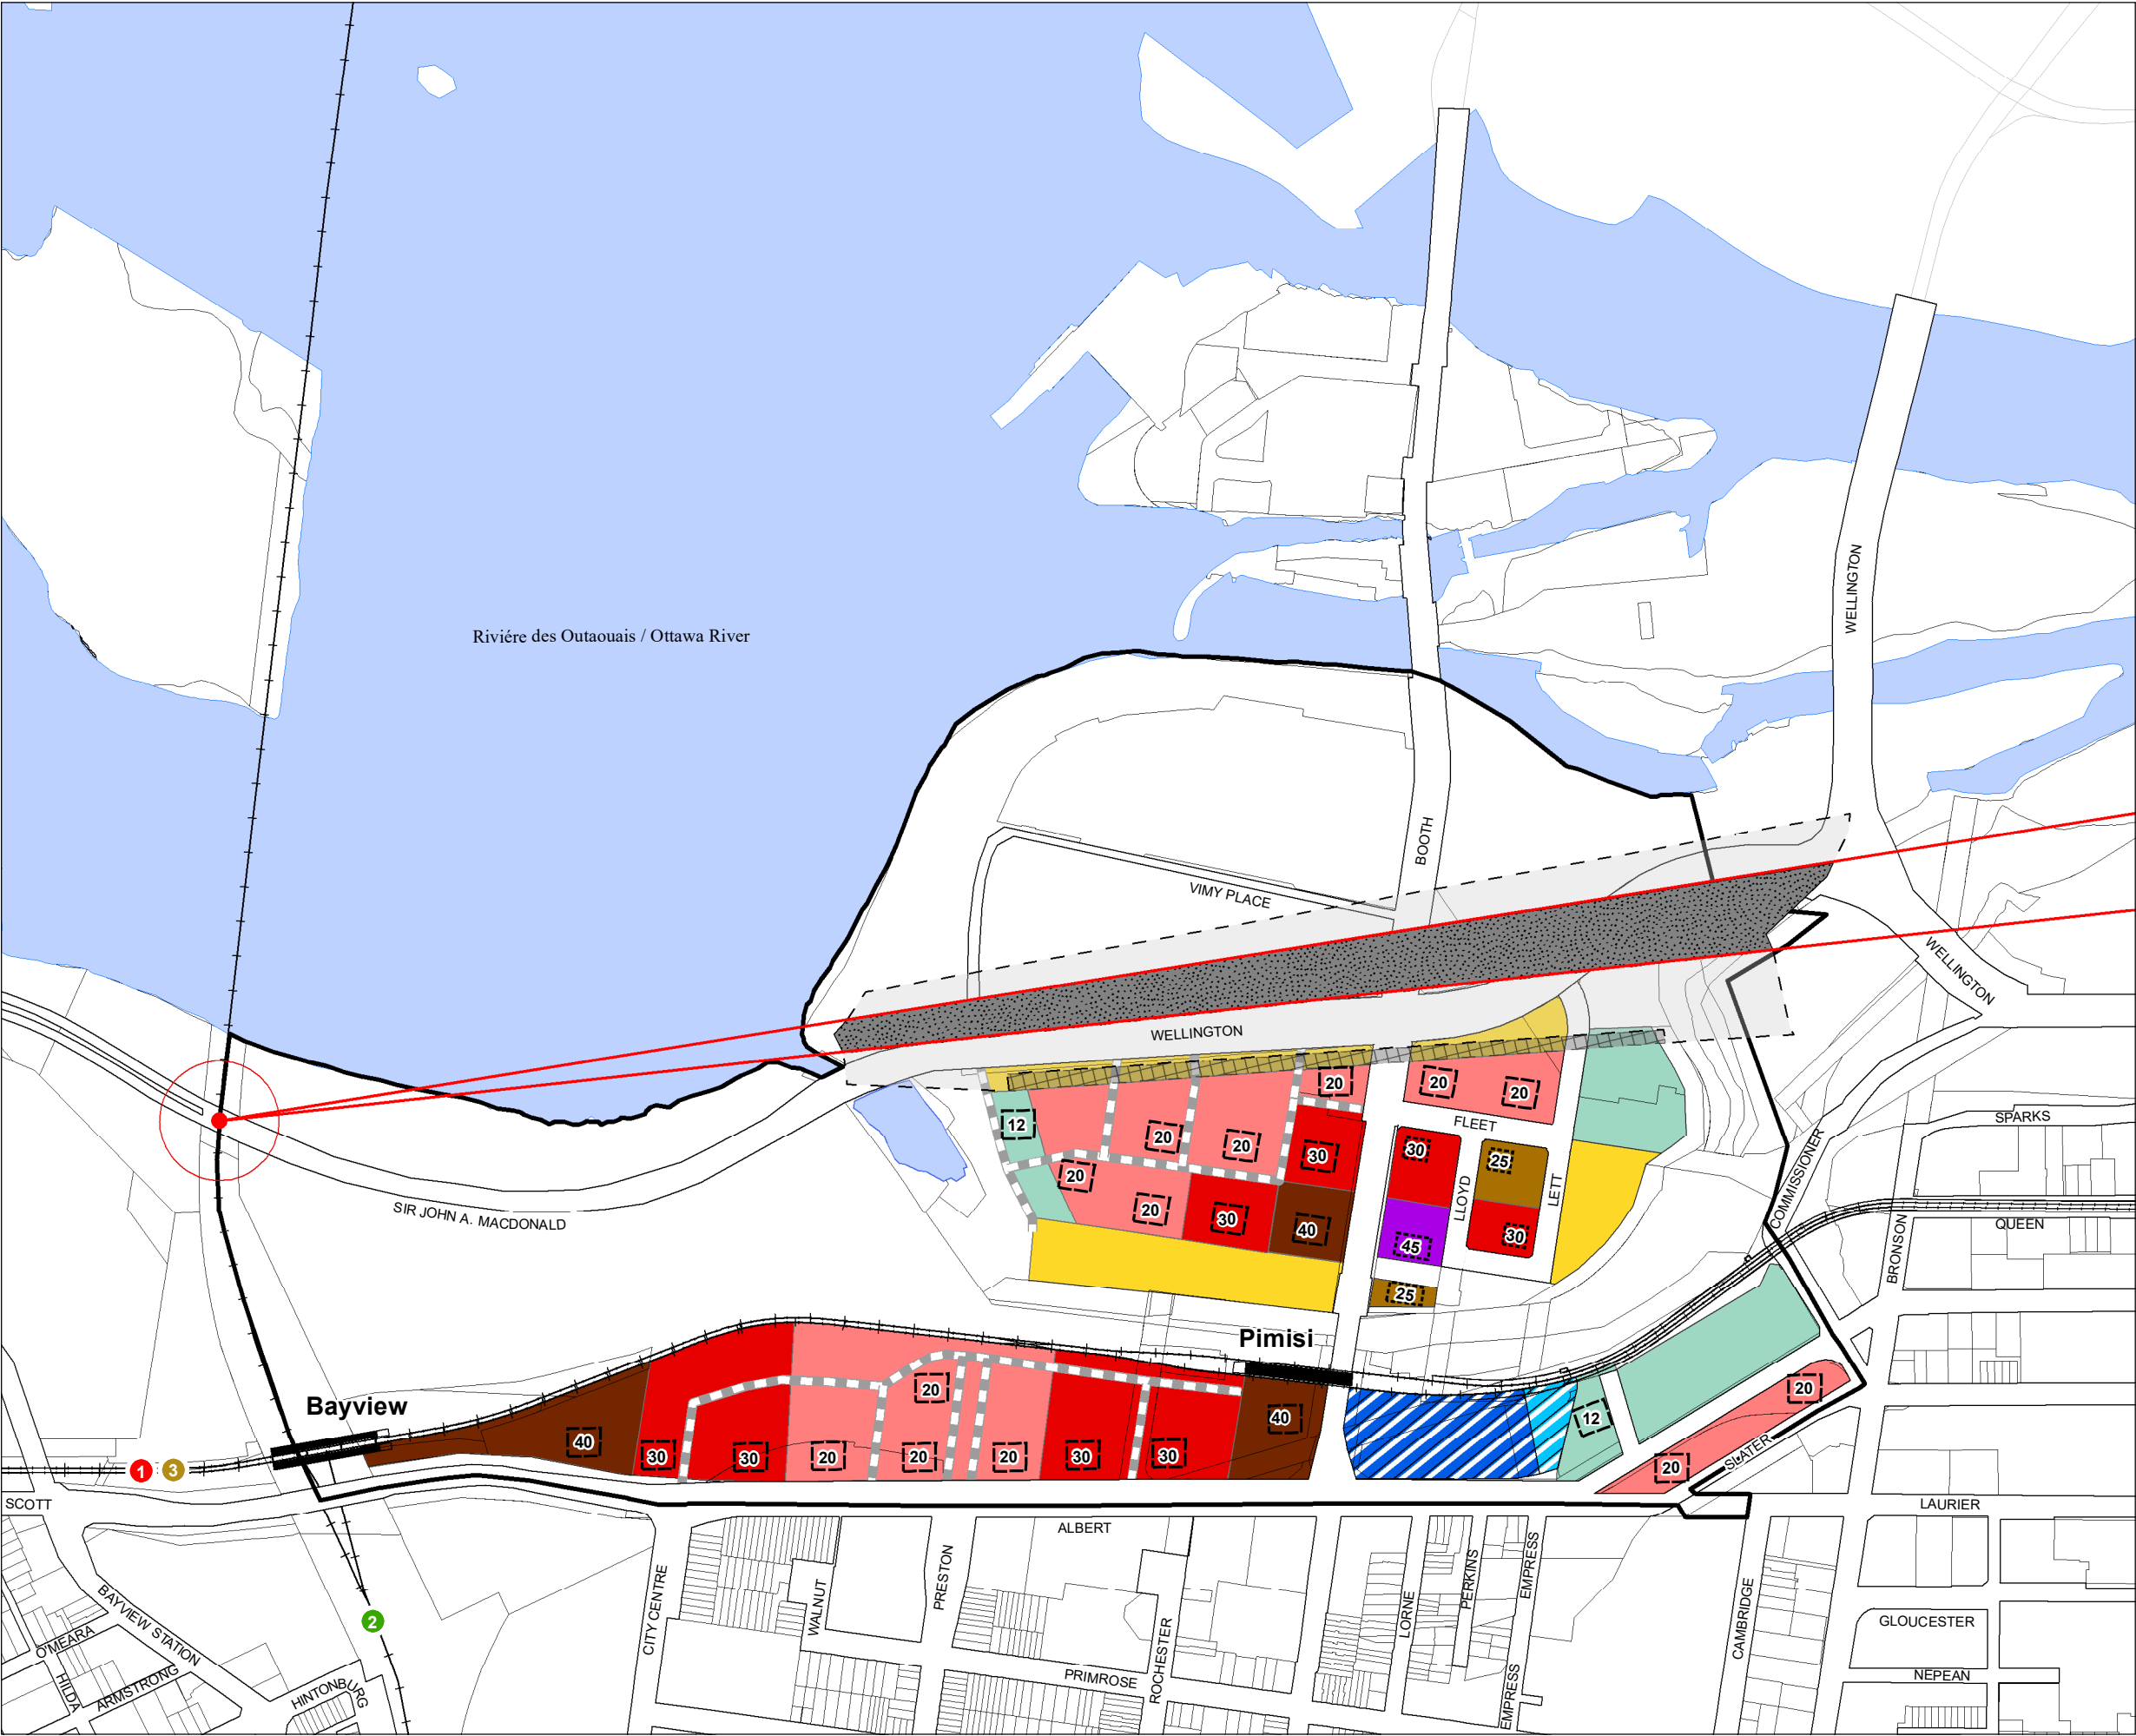 Riviére des Outaouais / Ottawa River
WELLINGTON
BOOTH
VIMY PLACE
WELLINGTON
WELLINGTON
SIR JOHN A. MACDONALD
20
20
20
12
FLEET
SPARKS
20
20
30
30
25
20
COMMISSIONER
LLOYD
LETT
20
30
40
45
30
QUEEN
BRONSON
25
Pimisi
Bayview
20
20
40
40
12
30
30
20
20
20
30
30
20
SLATER
1
3
SCOTT
LAURIER
ALBERT
CITY CENTRE
WALNUT
PRESTON
ROCHESTER
LORNE
PERKINS
EMPRESS
CAMBRIDGE
2
BAYVIEW STATION
GLOUCESTER
O'MEARA
HILDA
ARMSTRONG
HINTONBURG
PRIMROSE
EMPRESS
NEPEAN